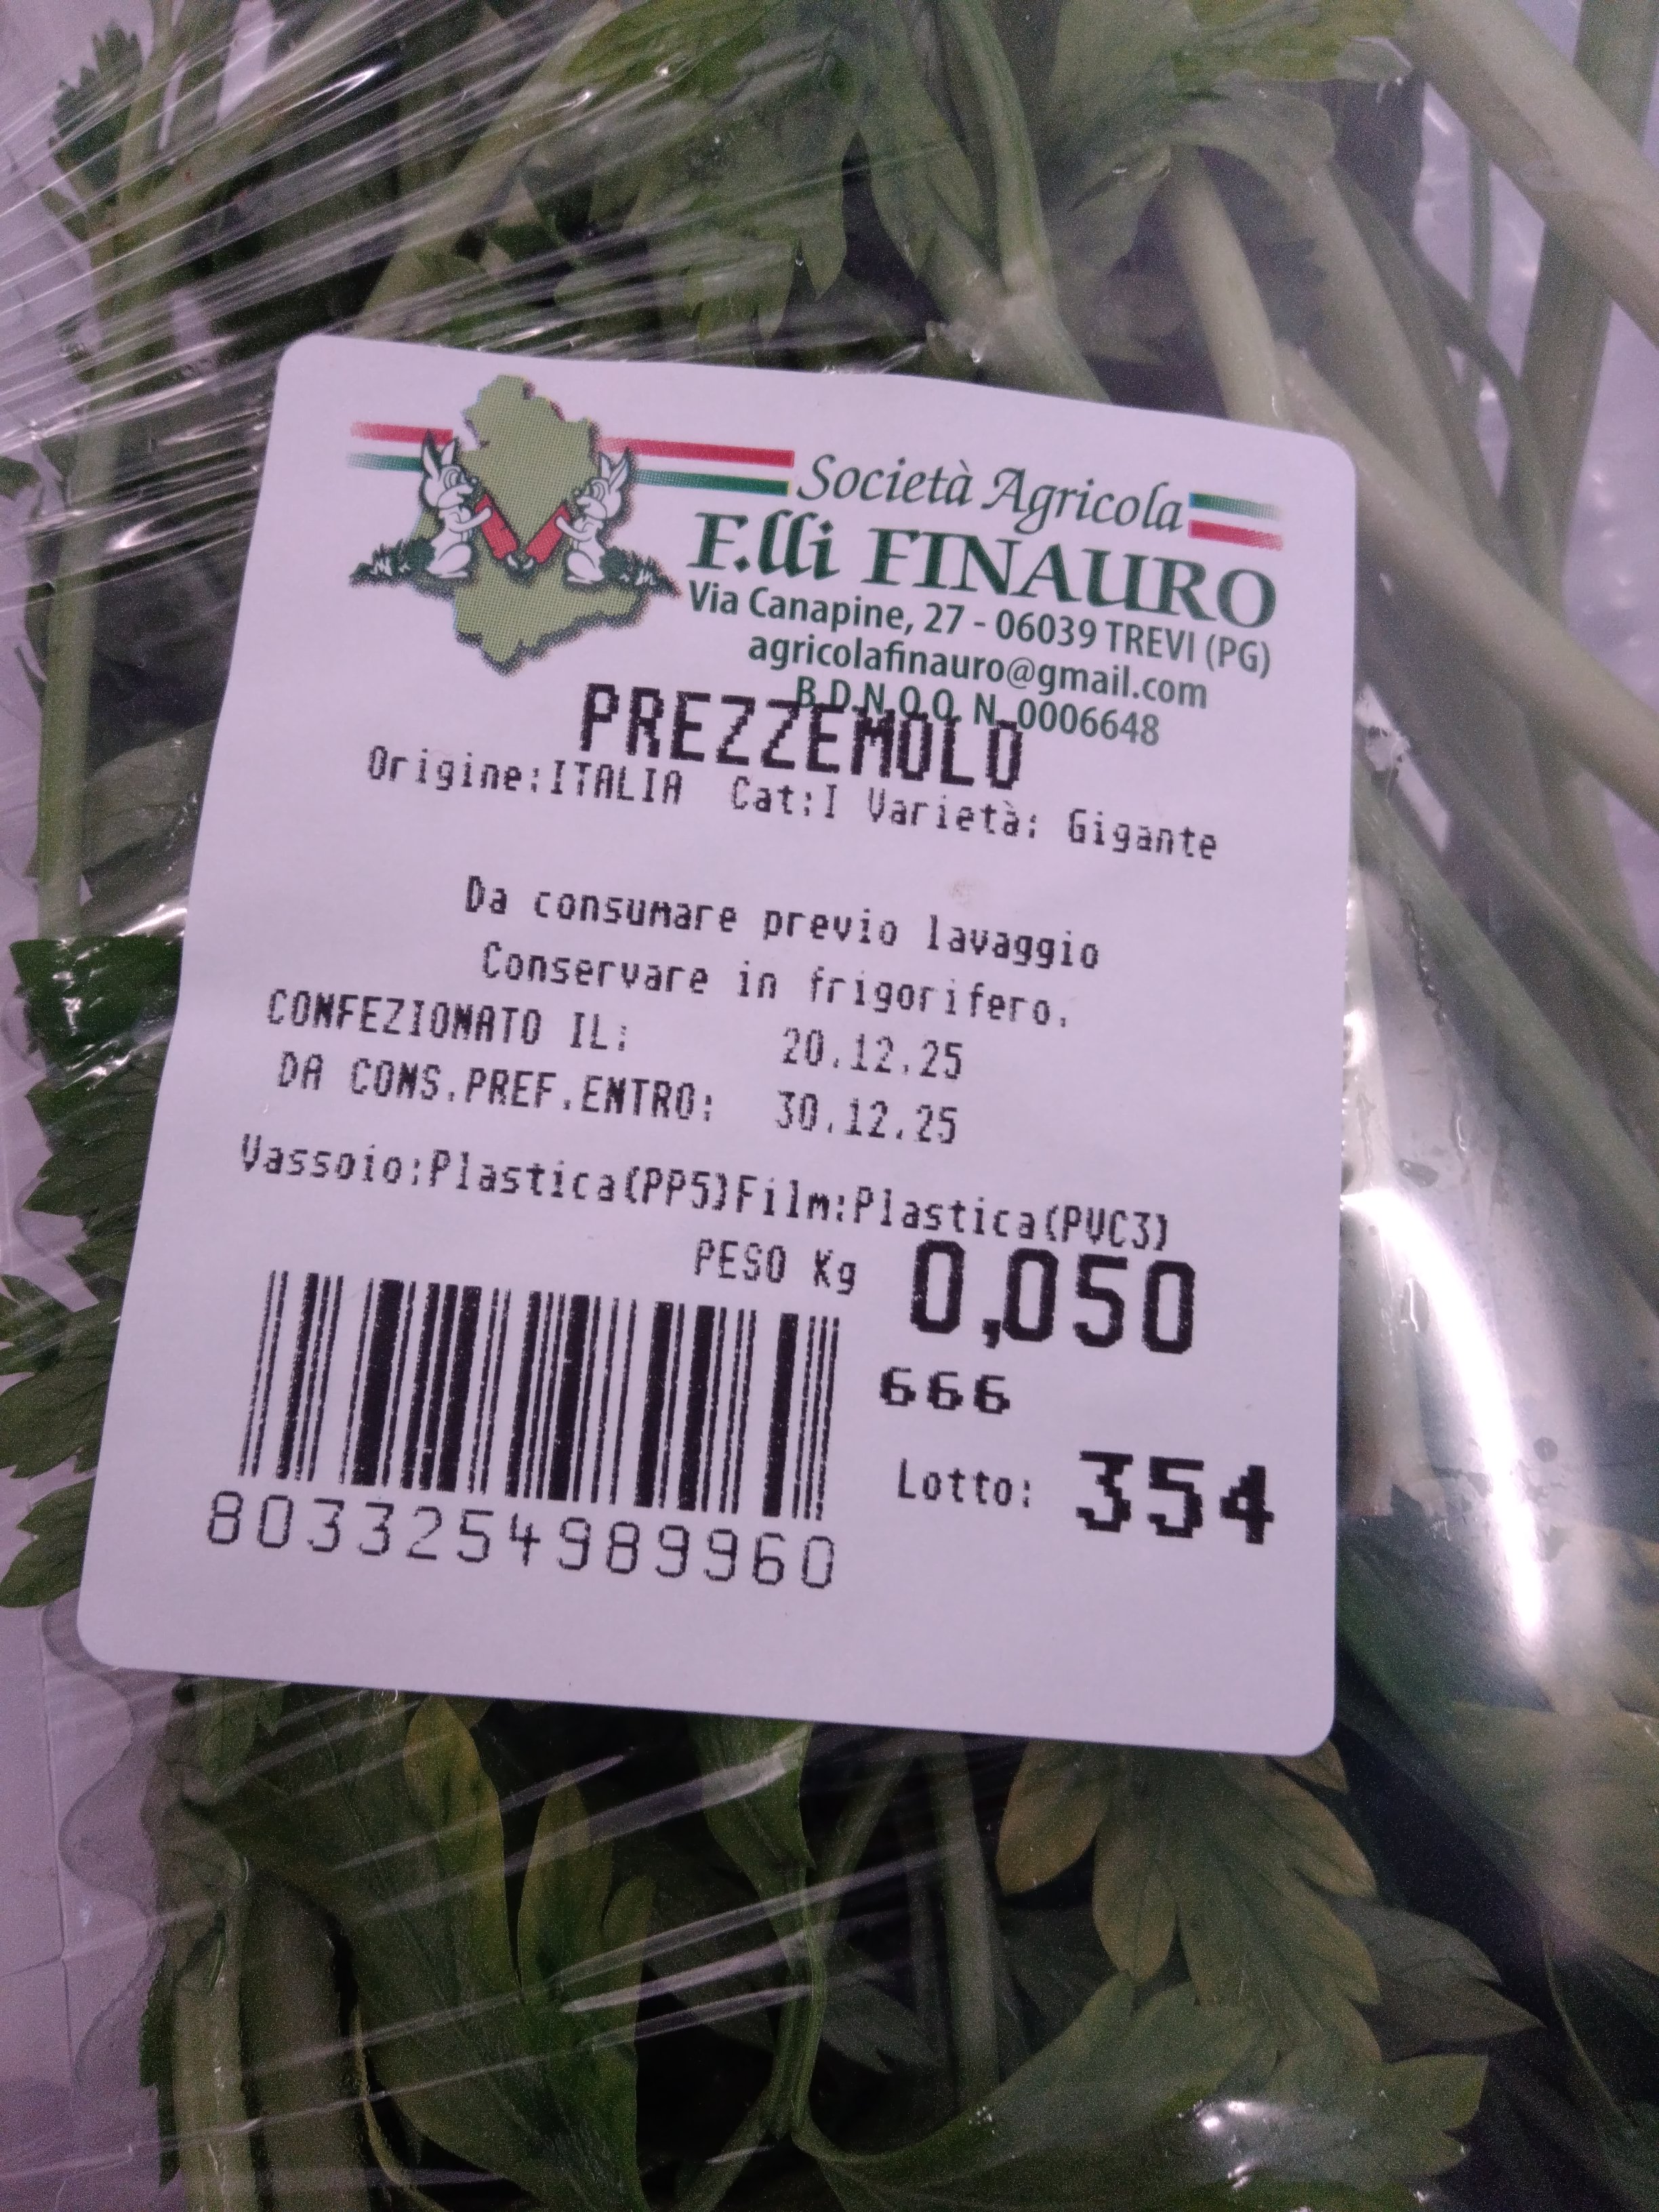 Società Agricola
F.lli FINAURO
Via Canapine, 27 - 06039 TREVI (PG)
agricolafinauro@gmail.com
B.D.N.O.O. N. 0006648
PREZZEMOLO
Origine:ITALIA Cat:I Varietà: Gigante
Da consumare previo lavaggio
Conservare in frigorifero.
CONFEZIONATO IL: 20.12.25
DA CONS.PREF.ENTRO: 30.12.25
Vassoio:Plastica(PP5)Film:Plastica(PVC3)
PESO Kg 0,050
666
Lotto: 354
8033254989960